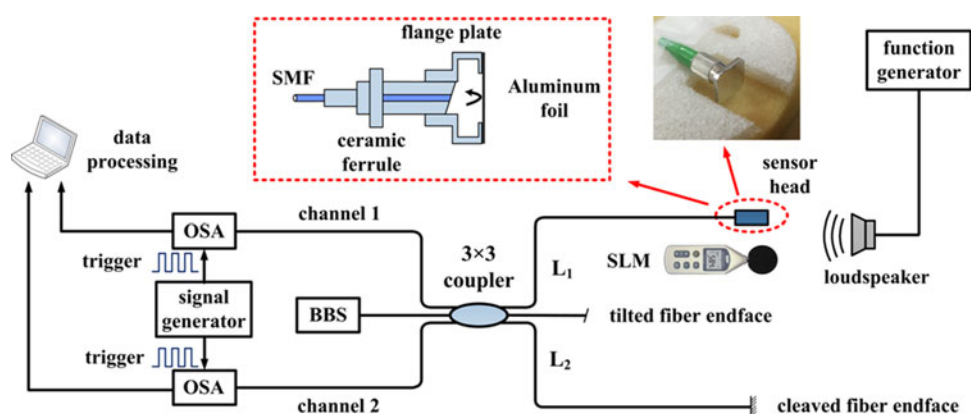 flange plate
SMF
Aluminum
foil
ceramic
ferrule
function
generator
data
processing
sensor
head
channel 1
OSA
3×3
coupler
trigger
SLM
L1
loudspeaker
signal
generator
BBS
tilted fiber endface
trigger
L2
OSA
channel 2
cleaved fiber endface